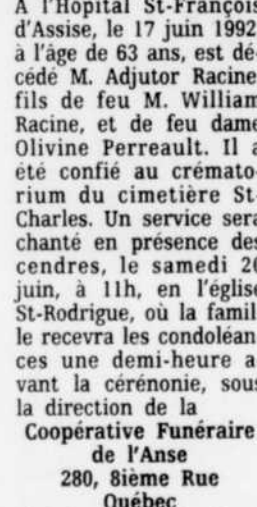 A l'Hôpital St-François
d'Assise, le 17 juin 1992
à l'âge de 63 ans, est dé-
cédé M. Adjutor Racine
fils de feu M. William
Racine, et de feu dame
Olivine Perreault. Il a
été confié au crémato-
rium du cimetière St-
Charles. Un service sera
chanté en présence des
cendres, le samedi 20
juin, à 11h, en l'église
St-Rodrigue, où la famil-
le recevra les condoléan-
ces une demi-heure a-
vant la cérénonie, sous
la direction de la
Coopérative Funéraire
de l'Anse
280, 8ième Rue
Québec